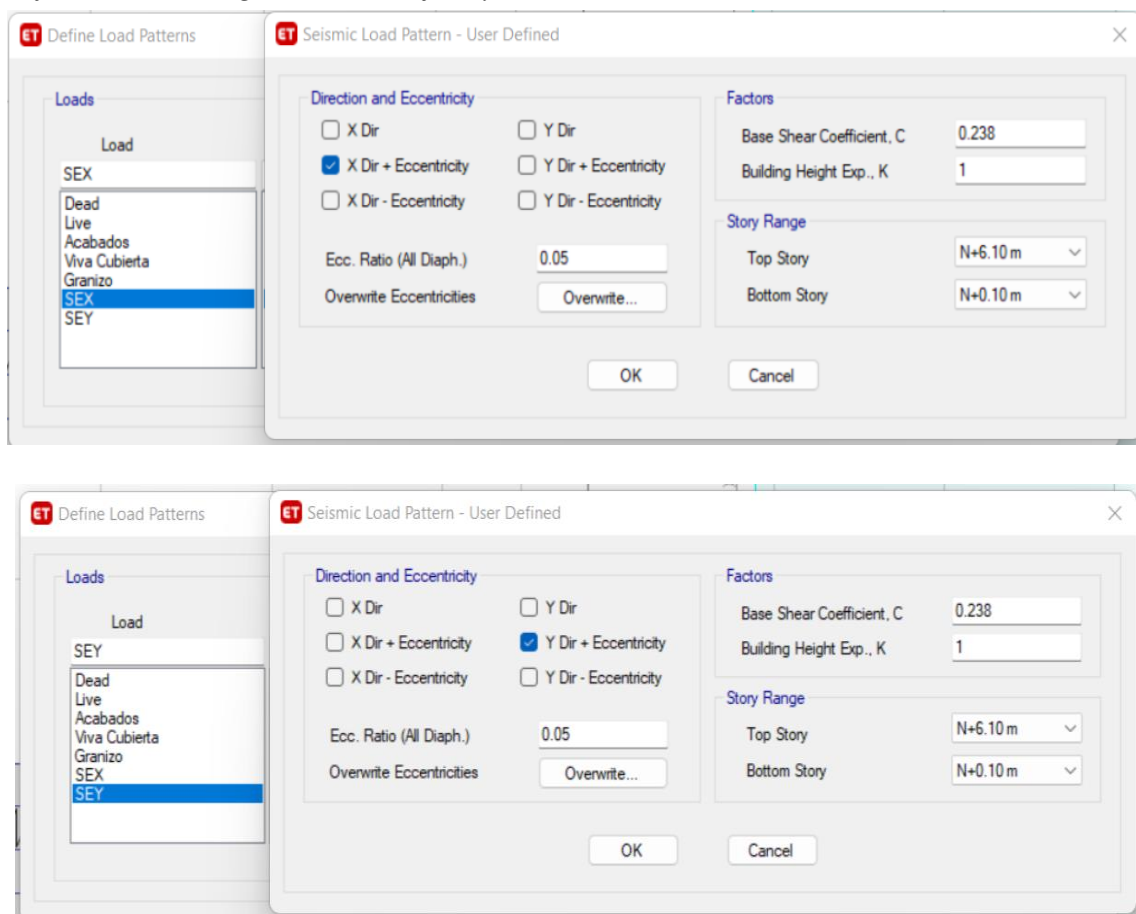 ET Define Load Patterns
ET Seismic Load Pattern - User Defined
Loads
Load
SEX
Dead
Live
Acabados
Viva Cubierta
Granizo
SEX
SEY
Direction and Eccentricity
X Dir
Y Dir
X Dir + Eccentricity
Y Dir + Eccentricity
X Dir - Eccentricity
Y Dir - Eccentricity
Ecc. Ratio (All Diaph.)
0.05
Overwrite Eccentricities
Overwrite...
Factors
Base Shear Coefficient, C
0.238
Building Height Exp., K
1
Story Range
Top Story
N+6.10 m
Bottom Story
N+0.10 m
OK
Cancel
ET Define Load Patterns
ET Seismic Load Pattern - User Defined
Loads
Load
SEY
Dead
Live
Acabados
Viva Cubierta
Granizo
SEX
SEY
Direction and Eccentricity
X Dir
Y Dir
X Dir + Eccentricity
Y Dir + Eccentricity
X Dir - Eccentricity
Y Dir - Eccentricity
Ecc. Ratio (All Diaph.)
0.05
Overwrite Eccentricities
Overwrite...
Factors
Base Shear Coefficient, C
0.238
Building Height Exp., K
1
Story Range
Top Story
N+6.10 m
Bottom Story
N+0.10 m
OK
Cancel